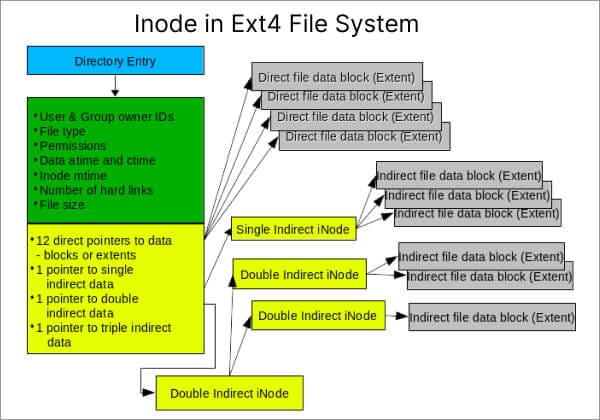 Inode in Ext4 File System
Directory Entry
• User & Group owner IDs
• File type
• Permissions
• Data atime and ctime
• Inode mtime
• Number of hard links
• File size
• 12 direct pointers to data
- blocks or extents
• 1 pointer to single
indirect data
• 1 pointer to double
indirect data
• 1 pointer to triple indirect
data
Direct file data block (Extent)
Direct file data block (Extent)
Direct file data block (Extent)
Direct file data block (Extent)
Single Indirect iNode
Indirect file data block (Extent)
Indirect file data block (Extent)
Indirect file data block (Extent)
Double Indirect iNode
Indirect file data block (Extent)
Indirect file data block (Extent)
Double Indirect iNode
Indirect file data block (Extent)
Double Indirect iNode